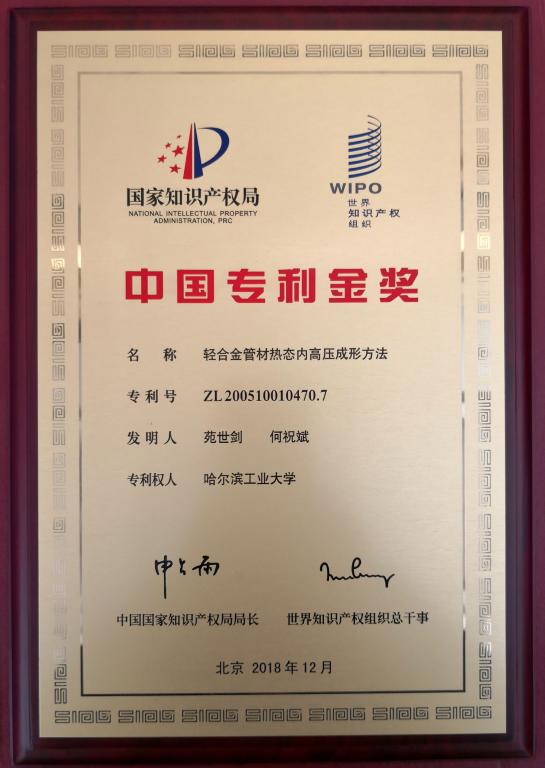 国家知识产权局
NATIONAL INTELLECTUAL PROPERTY
ADMINISTRATION, PRC
WIPO
世界
知识产权
组织
中国专利金奖
名 称 轻合金管材热态内高压成形方法
专利号 ZL 200510010470.7
发明人 苑世剑 何祝斌
专利权人 哈尔滨工业大学
申长雨
中国国家知识产权局局长 世界知识产权组织总干事
北京 2018年12月